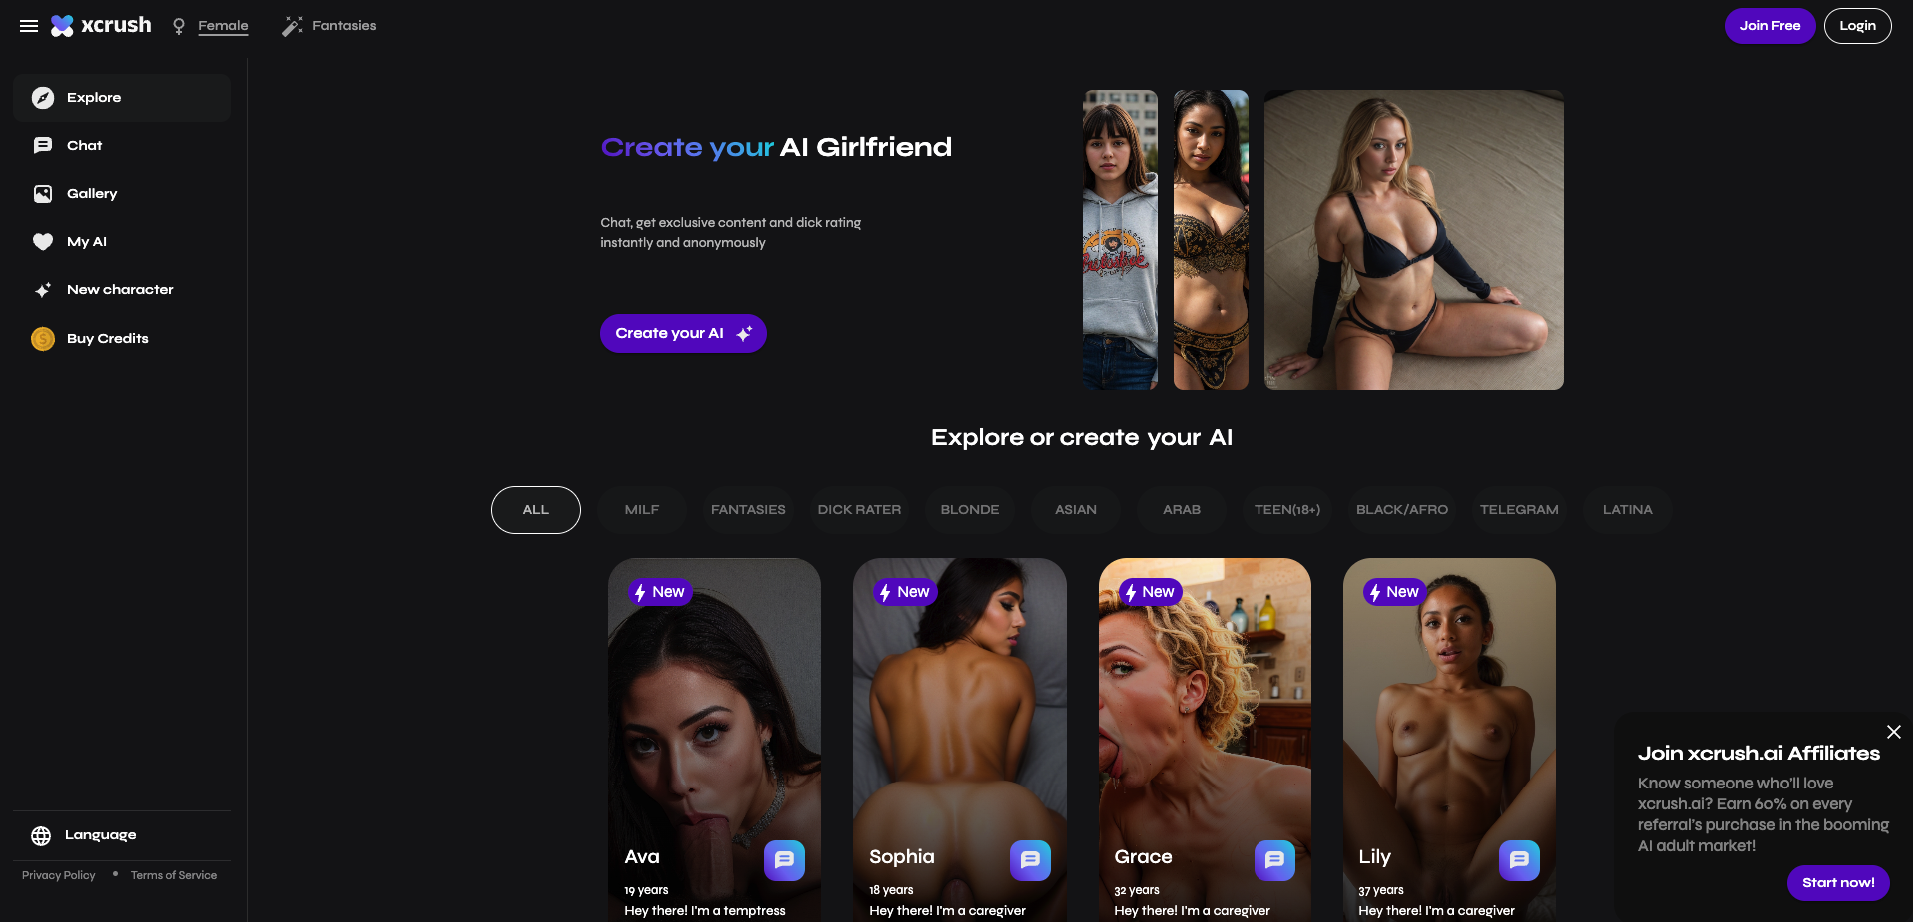 xcrush
Female
Fantasies
Join Free
Login
Explore
Chat
Gallery
My AI
New character
Buy Credits
Language
Privacy Policy • Terms of Service
Create your AI Girlfriend
Chat, get exclusive content and dick rating
instantly and anonymously
Create your AI
Explore or create your AI
ALL
MILF
FANTASIES
DICK RATER
BLONDE
ASIAN
ARAB
TEEN(18+)
BLACK/AFRO
TELEGRAM
LATINA
New
Ava
19 years
Hey there! I'm a temptress
New
Sophia
18 years
Hey there! I'm a caregiver
New
Grace
32 years
Hey there! I'm a caregiver
New
Lily
37 years
Hey there! I'm a caregiver
Join xcrush.ai Affiliates
Know someone who'll love
xcrush.ai? Earn 60% on every
referral's purchase in the booming
AI adult market!
Start now!